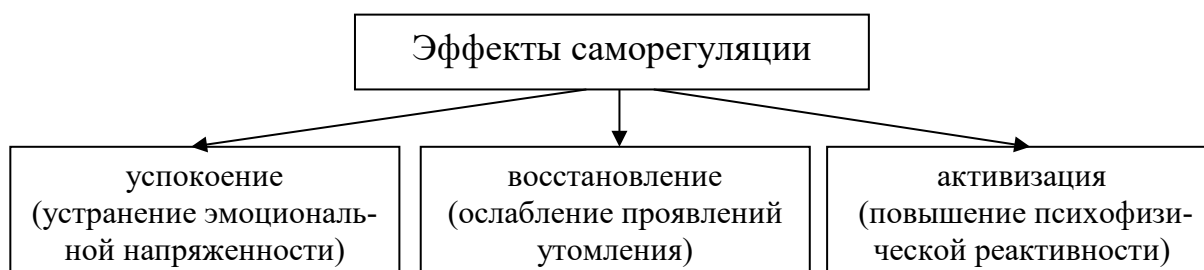 Эффекты саморегуляции
успокоение
(устранение эмоциональ-
ной напряженности)
восстановление
(ослабление проявлений
утомления)
активизация
(повышение психофизи-
ческой реактивности)